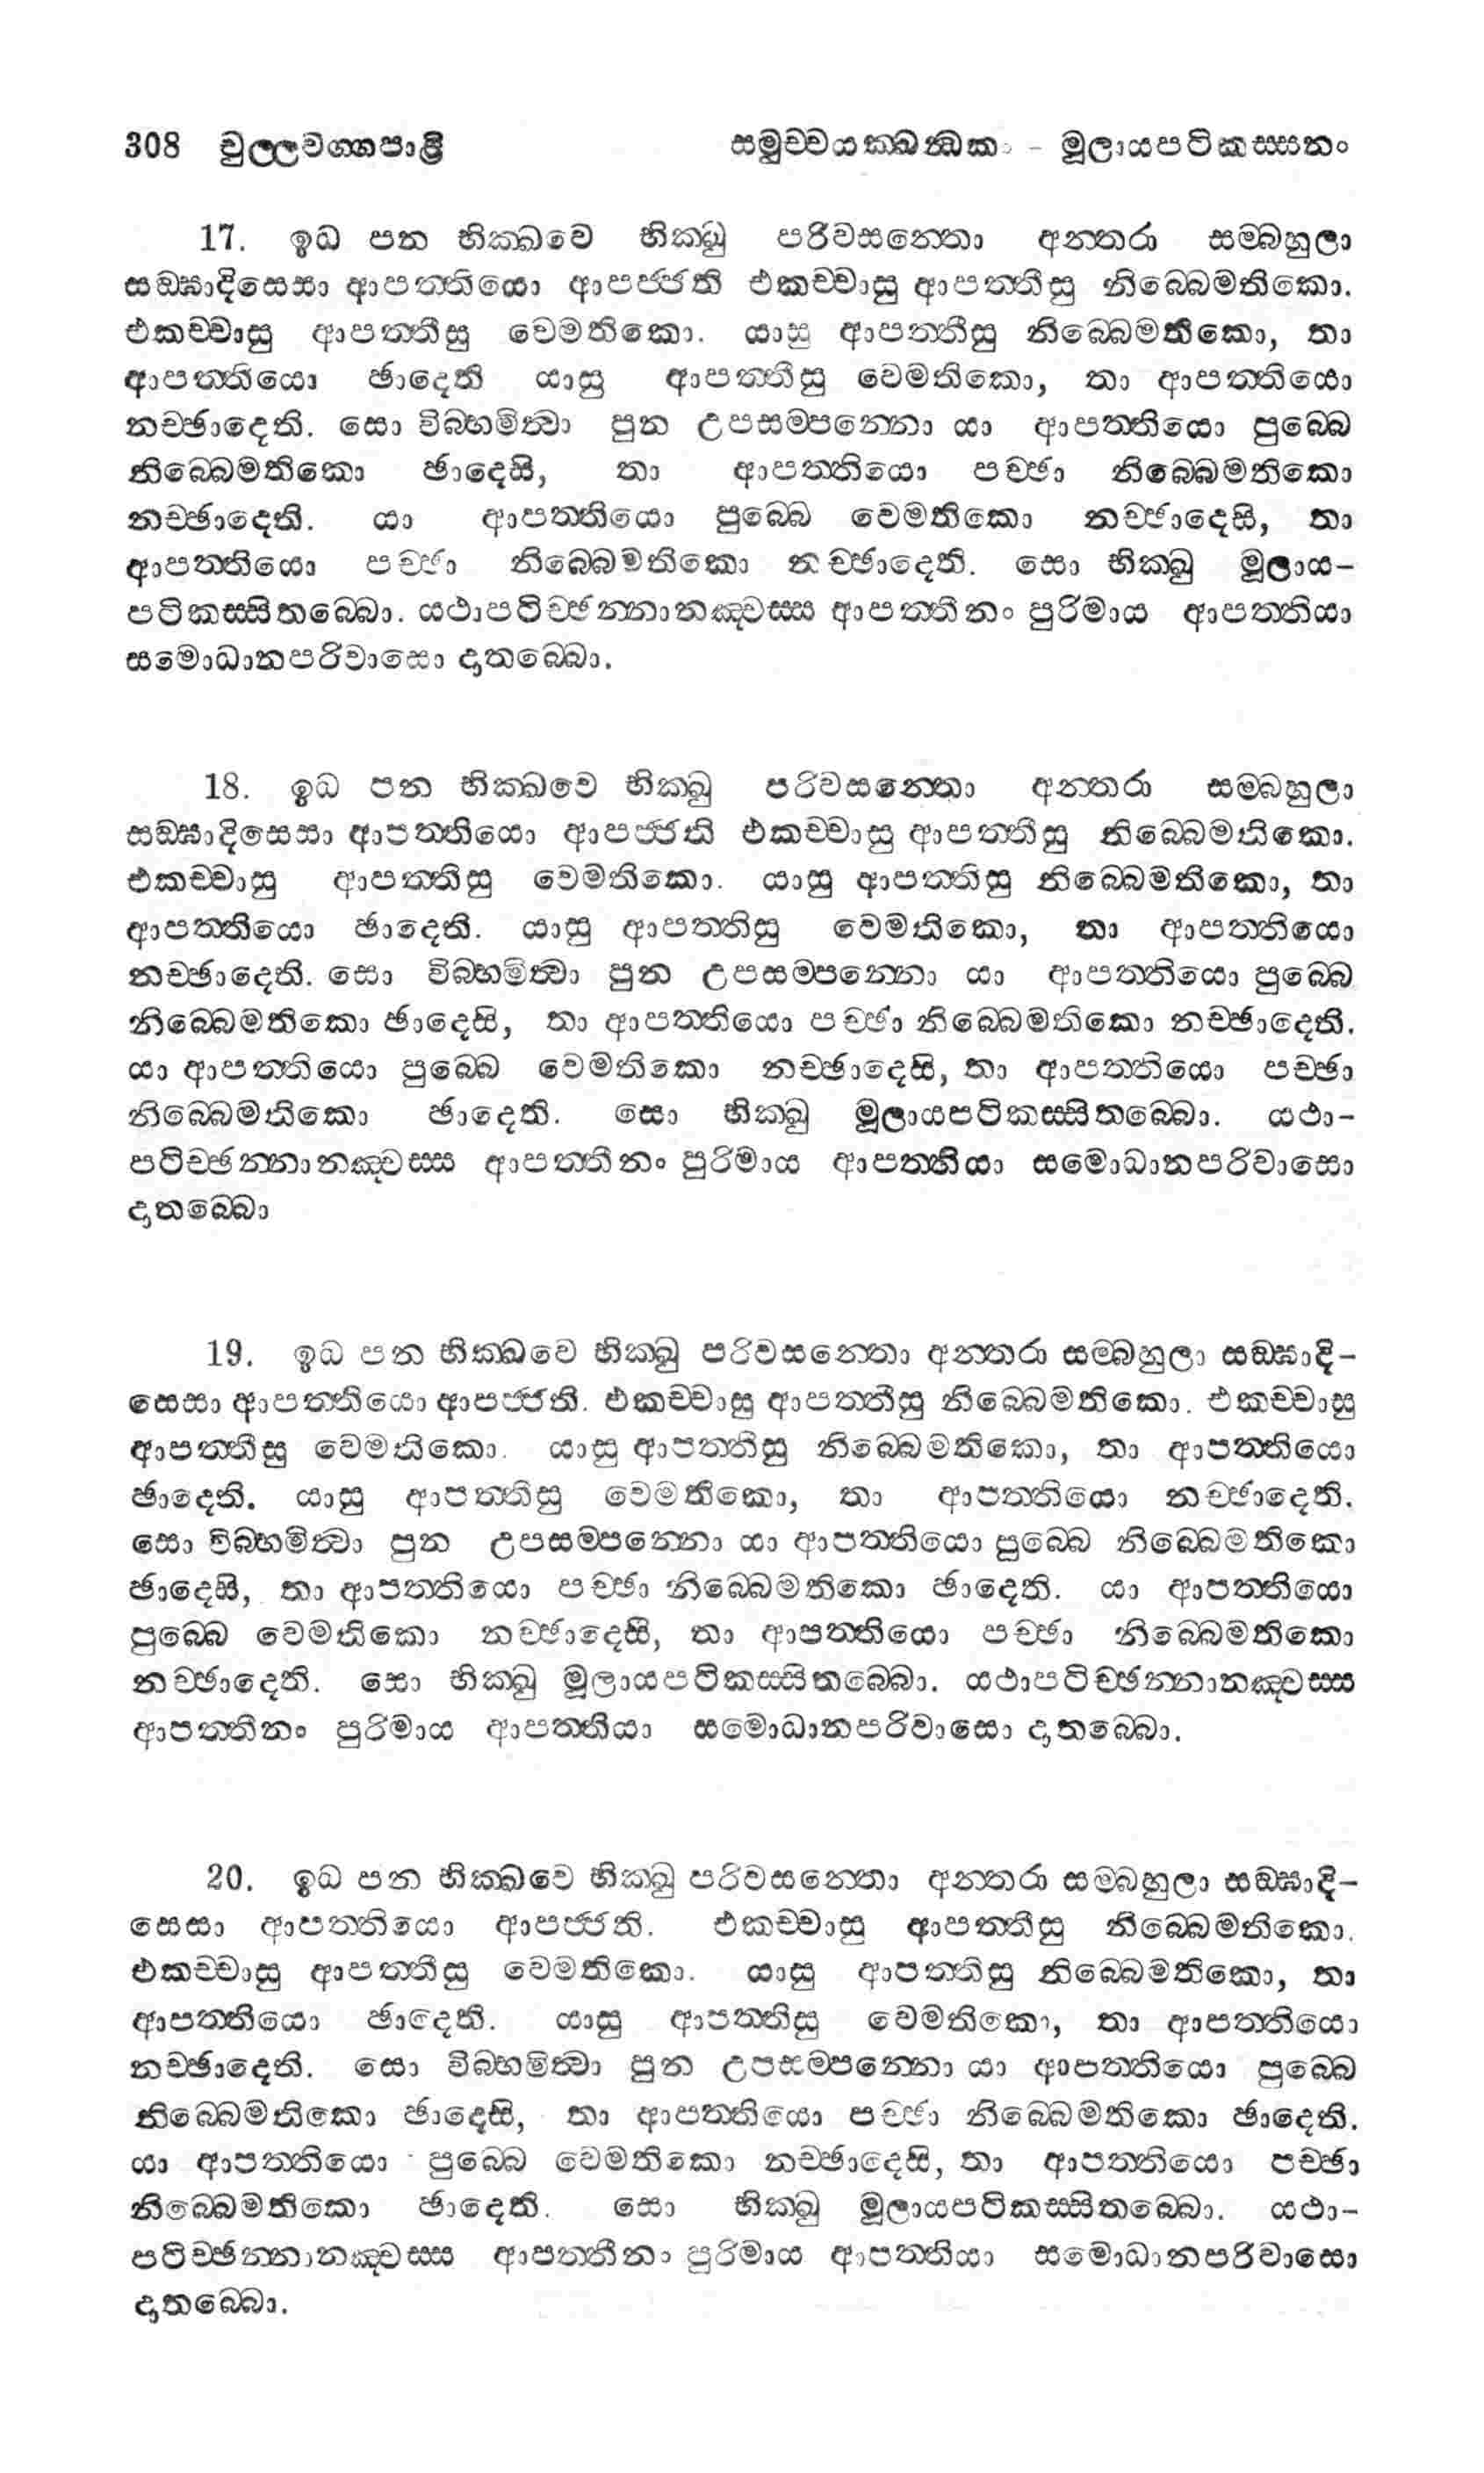 308 චුල්ලවග්ගපාළි සමුච්චයක්ඛන්ධකං - මූලායපටිකස්සනං
17. ඉධ පන භික්ඛවෙ භික්ඛු පරිවසන්තො අන්තරා සම්බහුලා
සඞ්ඝාදිසෙසා ආපත්තියො ආපජ්ජති එකච්චාසු ආපත්තීසු නිබ්බෙමතිකො.
එකච්චාසු ආපත්තීසු වෙමතිකො. යාසු ආපත්තීසු නිබ්බෙමතිකො, තා
ආපත්තියො ඡාදෙති යාසු ආපත්තීසු වෙමතිකො, තා ආපත්තියො
නච්ඡාදෙති. සො විබ්භමිත්වා පුන උපසම්පන්නො යා ආපත්තියො පුබ්බෙ
නිබ්බෙමතිකො ඡාදෙසි, තා ආපත්තියො පච්ඡා නිබ්බෙමතිකො
නච්ඡාදෙති. යා ආපත්තියො පුබ්බෙ වෙමතිකො නච්ඡාදෙසි, තා
ආපත්තියො පච්ඡා නිබ්බෙමතිකො නච්ඡාදෙති. සො භික්ඛු මූලාය-
පටිකස්සිතබ්බො. යථාපටිච්ඡන්නානඤ්චස්ස ආපත්තීනං පුරිමාය ආපත්තියා
සමොධානපරිවාසො දාතබ්බො.
18. ඉධ පන භික්ඛවෙ භික්ඛු පරිවසන්තො අන්තරා සම්බහුලා
සඞ්ඝාදිසෙසා ආපත්තියො ආපජ්ජති එකච්චාසු ආපත්තීසු නිබ්බෙමතිකො.
එකච්චාසු ආපත්තිසු වෙමතිකො. යාසු ආපත්තිසු නිබ්බෙමතිකො, තා
ආපත්තියො ඡාදෙති. යාසු ආපත්තිසු වෙමතිකො, තා ආපත්තියො
නච්ඡාදෙති. සො විබ්භමිත්වා පුන උපසම්පන්නො යා ආපත්තියො පුබ්බෙ
නිබ්බෙමතිකො ඡාදෙසි, තා ආපත්තියො පච්ඡා නිබ්බෙමතිකො නච්ඡාදෙති.
යා ආපත්තියො පුබ්බෙ වෙමතිකො නච්ඡාදෙසි, තා ආපත්තියො පච්ඡා
නිබ්බෙමතිකො ඡාදෙති. සො භික්ඛු මූලායපටිකස්සිතබ්බො. යථා-
පටිච්ඡන්නානඤ්චස්ස ආපත්තීනං පුරිමාය ආපත්තියා සමොධානපරිවාසො
දාතබ්බො
19. ඉධ පන භික්ඛවෙ භික්ඛු පරිවසන්තො අන්තරා සම්බහුලා සඞ්ඝාදි-
සෙසා ආපත්තියො ආපජ්ජති. එකච්චාසු ආපත්තීසු නිබ්බෙමතිකො. එකච්චාසු
ආපත්තීසු වෙමතිකො. යාසු ආපත්තිසු නිබ්බෙමතිකො, තා ආපත්තියො
ඡාදෙති. යාසු ආපත්තිසු වෙමතිකො, තා ආපත්තියො නච්ඡාදෙති.
සො විබ්භමිත්වා පුන උපසම්පන්නො යා ආපත්තියො පුබ්බෙ නිබ්බෙමතිකො
ඡාදෙසි, තා ආපත්තියො පච්ඡා නිබ්බෙමතිකො ඡාදෙති. යා ආපත්තියො
පුබ්බෙ වෙමතිකො නච්ඡාදෙසි, තා ආපත්තියො පච්ඡා නිබ්බෙමතිකො
නච්ඡාදෙති. සො භික්ඛු මූලායපටිකස්සිතබ්බො. යථාපටිච්ඡන්නානඤ්චස්ස
ආපත්තීනං පුරිමාය ආපත්තියා සමොධානපරිවාසො දාතබ්බො.
20. ඉධ පන භික්ඛවෙ භික්ඛු පරිවසන්තො අන්තරා සම්බහුලා සඞ්ඝාදි-
සෙසා ආපත්තියො ආපජ්ජති. එකච්චාසු ආපත්තීසු නිබ්බෙමතිකො.
එකච්චාසු ආපත්තීසු වෙමතිකො. යාසු ආපත්තිසු නිබ්බෙමතිකො, තා
ආපත්තියො ඡාදෙති. යාසු ආපත්තිසු වෙමතිකො, තා ආපත්තියො
නච්ඡාදෙති. සො විබ්භමිත්වා පුන උපසම්පන්නො යා ආපත්තියො පුබ්බෙ
නිබ්බෙමතිකො ඡාදෙසි, තා ආපත්තියො පච්ඡා නිබ්බෙමතිකො ඡාදෙති.
යා ආපත්තියො පුබ්බෙ වෙමතිකො නච්ඡාදෙසි, තා ආපත්තියො පච්ඡා
නිබ්බෙමතිකො ඡාදෙති. සො භික්ඛු මූලායපටිකස්සිතබ්බො. යථා-
පටිච්ඡන්නානඤ්චස්ස ආපත්තීනං පුරිමාය ආපත්තියා සමොධානපරිවාසො
දාතබ්බො.